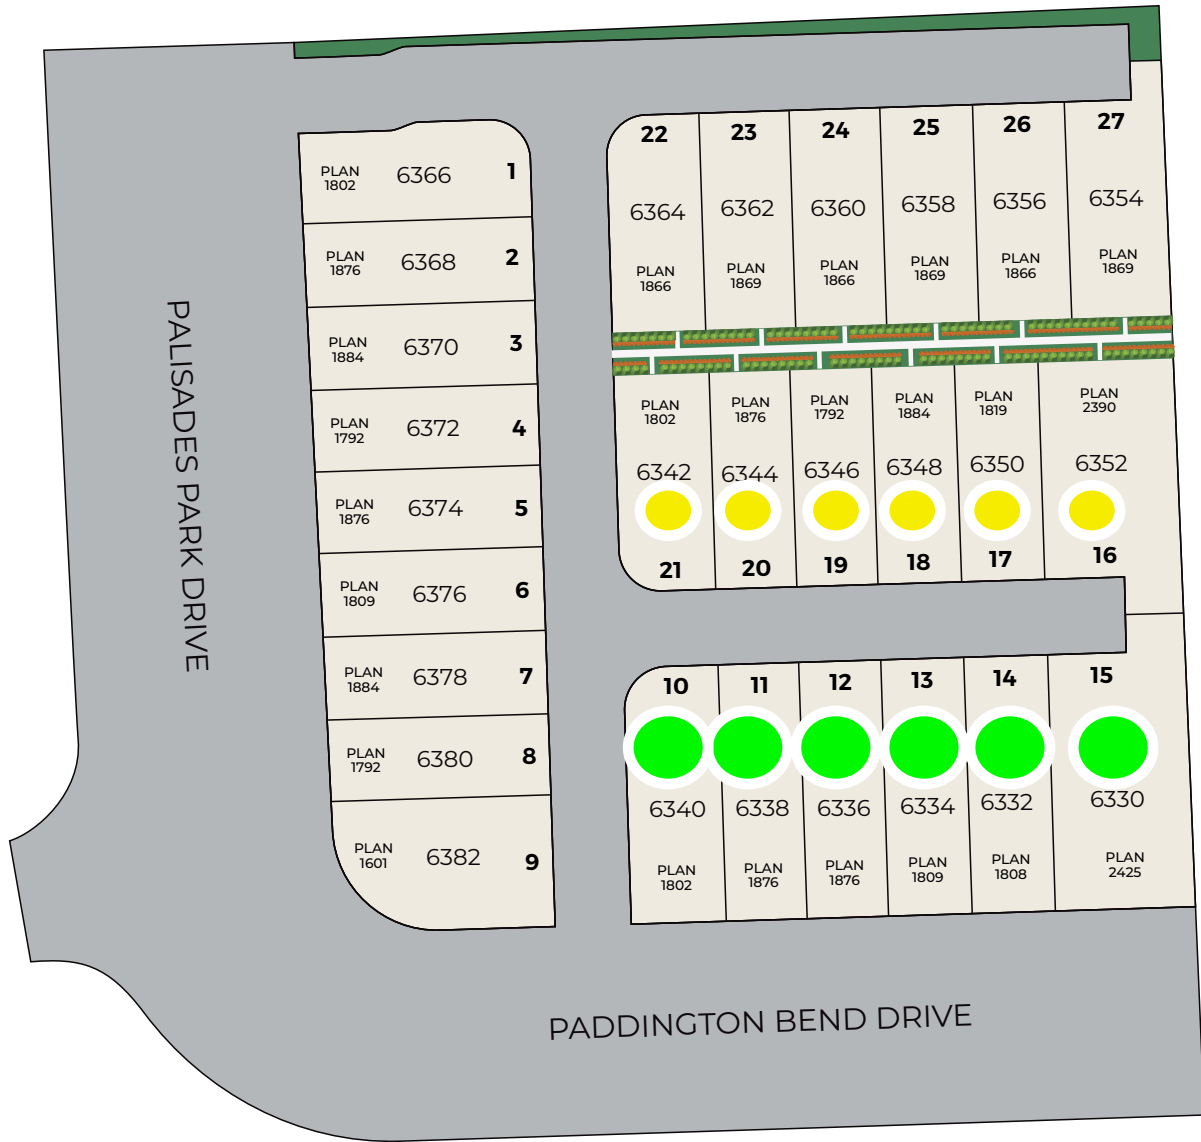 PALISADES PARK DRIVE
PLAN
1802
6366
1
PLAN
1876
6368
2
PLAN
1884
6370
3
PLAN
1792
6372
4
PLAN
1876
6374
5
PLAN
1809
6376
6
PLAN
1884
6378
7
PLAN
1792
6380
8
PLAN
1601
6382
9
22
6364
PLAN
1866
23
6362
PLAN
1869
24
6360
PLAN
1866
25
6358
PLAN
1869
26
6356
PLAN
1866
27
6354
PLAN
1869
PLAN
1802
6342
21
PLAN
1876
6344
20
PLAN
1792
6346
19
PLAN
1884
6348
18
PLAN
1819
6350
17
PLAN
2390
6352
16
10
6340
PLAN
1802
11
6338
PLAN
1876
12
6336
PLAN
1876
13
6334
PLAN
1809
14
6332
PLAN
1808
15
6330
PLAN
2425
PADDINGTON BEND DRIVE